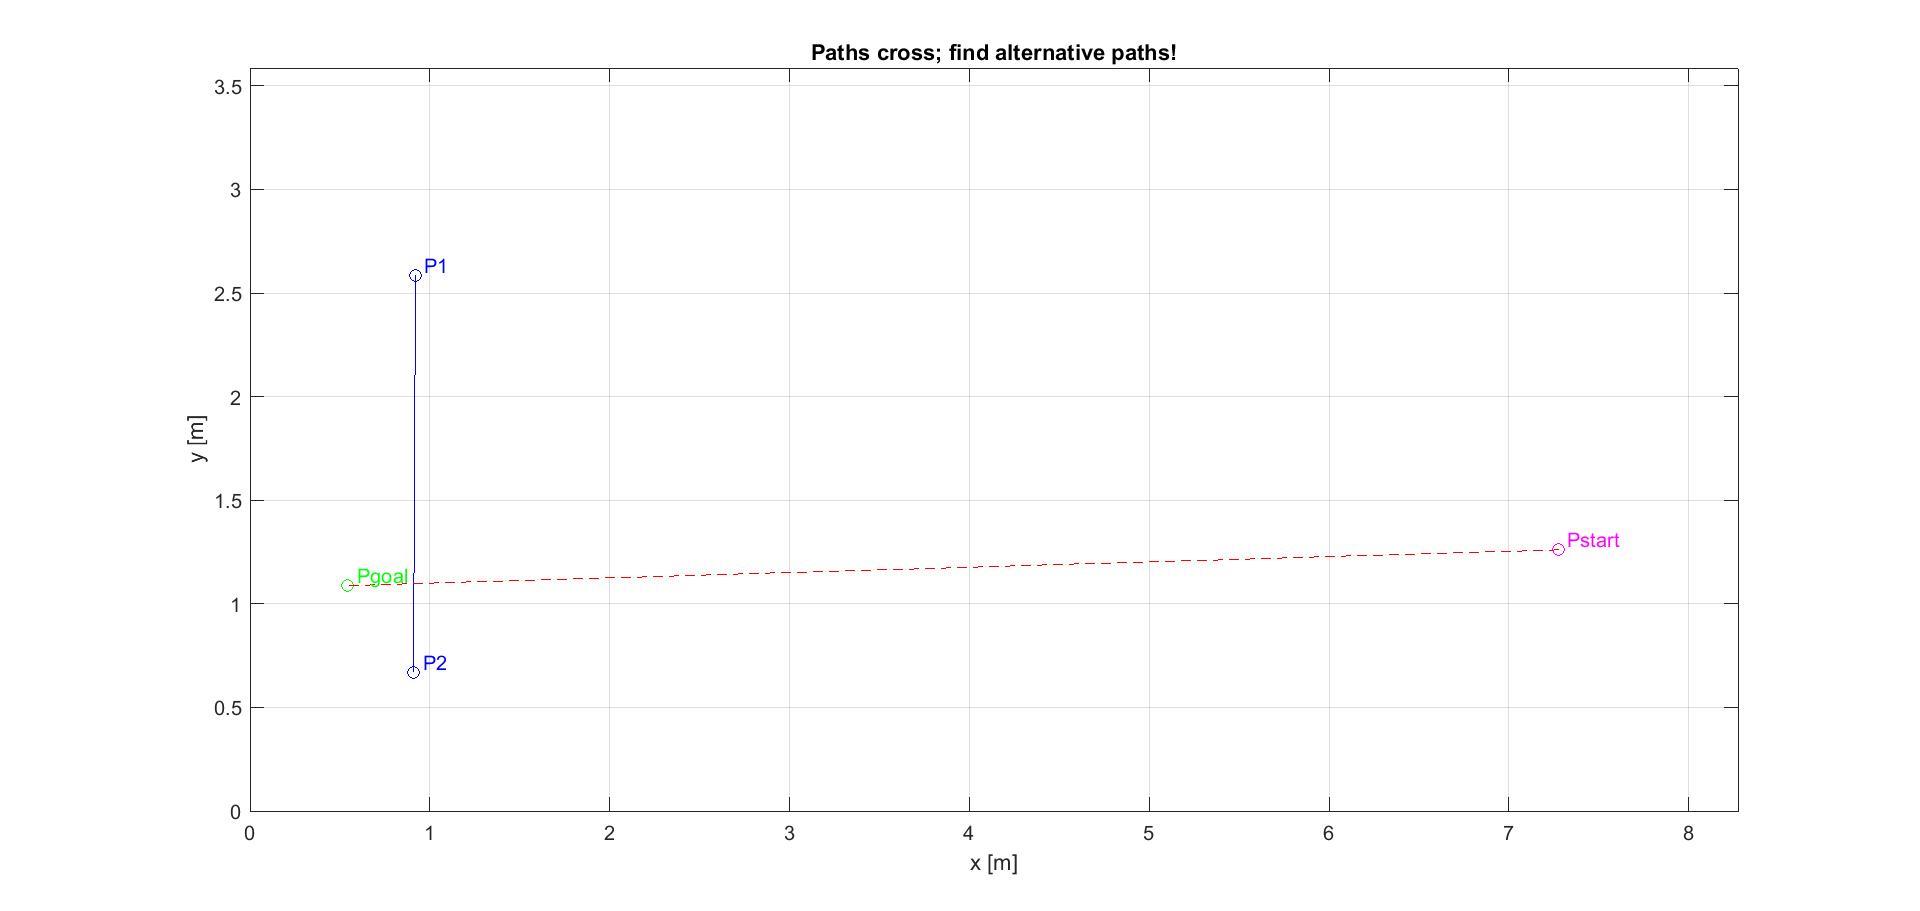 Paths cross; find alternative paths!
3.5
3
2.5
2
1.5
1
0.5
0
y [m]
P1
Pstart
Pgoal
P2
0 1 2 3 4 5 6 7 8
x [m]